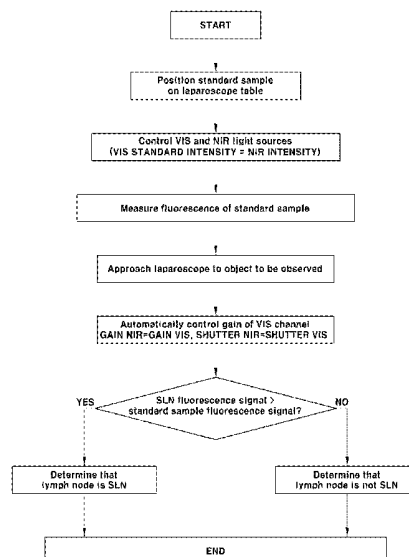 START
Position standard sample
on laparoscope table
Control VIS and NIR light sources
(VIS STANDARD INTENSITY = NIR INTENSITY)
Measure fluorescence of standard sample
Approach laparoscope to object to be observed
Automatically control gain of VIS channel
GAIN NIR=GAIN VIS, SHUTTER NIR=SHUTTER VIS
SLN fluorescence signal >
standard sample fluorescence signal?
YES
NO
Determine that
lymph node is SLN
Determine that
lymph node is not SLN
END